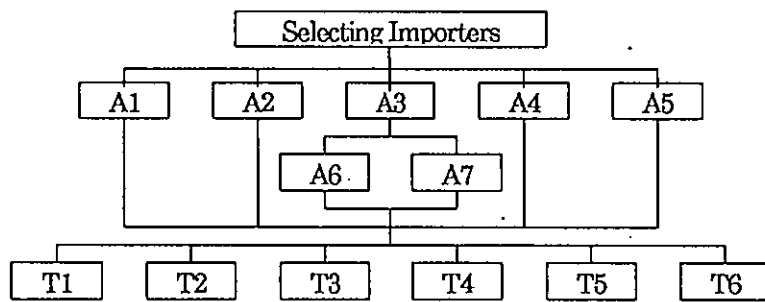 Selecting Importers
A1 A2 A3 A4 A5
A6 A7
T1 T2 T3 T4 T5 T6